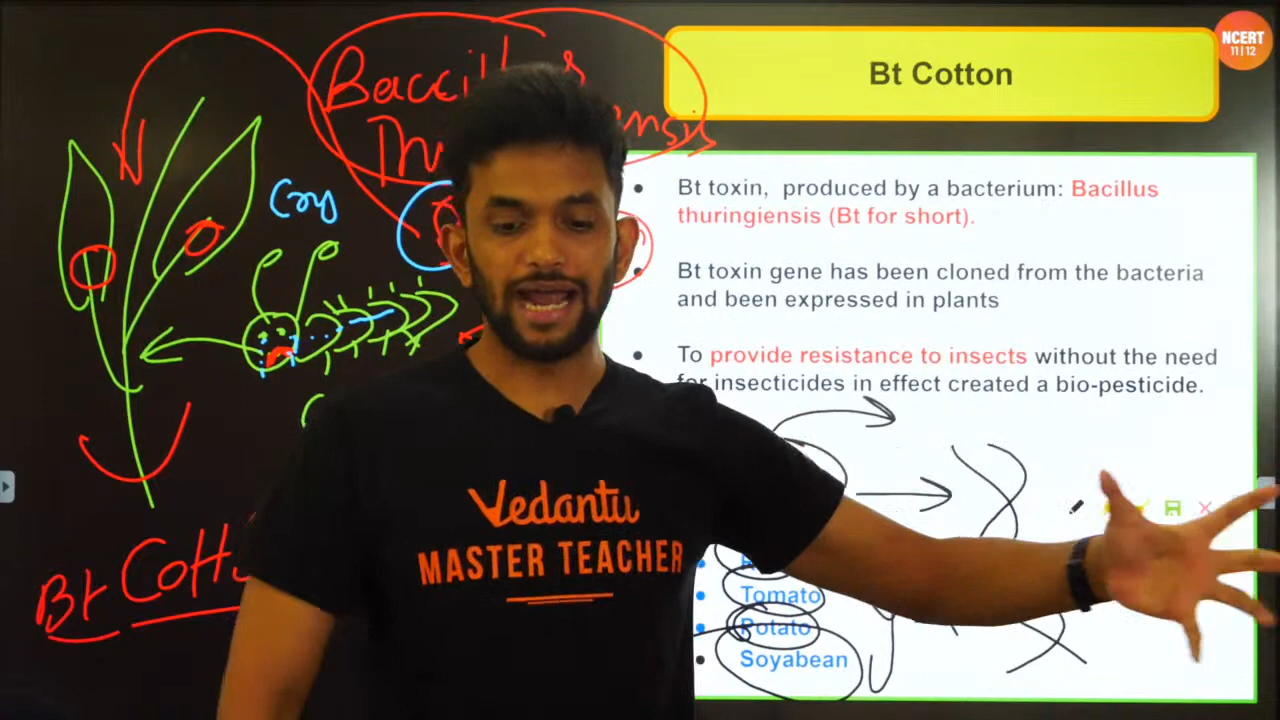 Baccillus
ensis
Cry
Bt Cott
NCERT
11|12
Bt Cotton
• Bt toxin, produced by a bacterium: Bacillus
thuringiensis (Bt for short).
• Bt toxin gene has been cloned from the bacteria
and been expressed in plants
• To provide resistance to insects without the need
for insecticides in effect created a bio-pesticide.
• Tomato
• Potato
• Soyabean
Vedantu
MASTER TEACHER